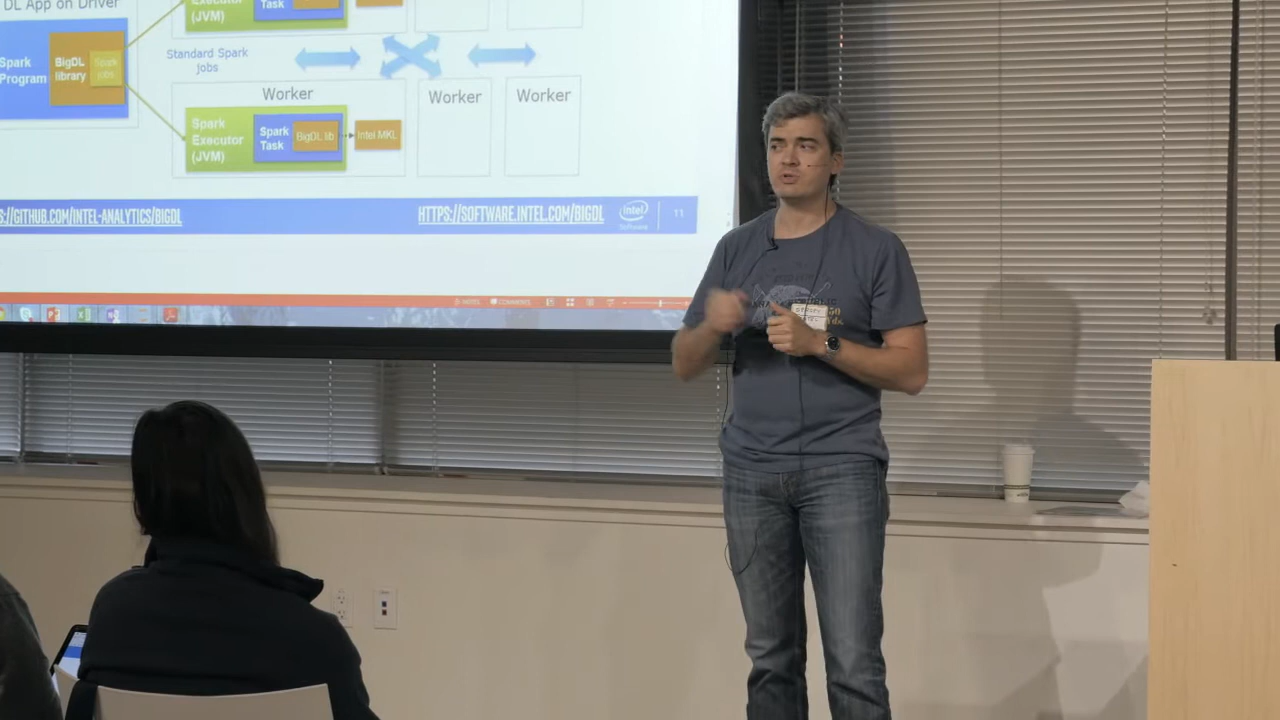 DL App on Driver
Executor
(JVM)
Task
Spark
Program
BigDL
library
Spark
jobs
Standard Spark
jobs
Worker
Worker
Worker
Spark
Executor
(JVM)
Spark
Task
BigDL lib
Intel MKL
S://GITHUB.COM/INTEL-ANALYTICS/BIGDL
HTTPS://SOFTWARE.INTEL.COM/BIGDL
intel
Software
11
NOTES
COMMENTS